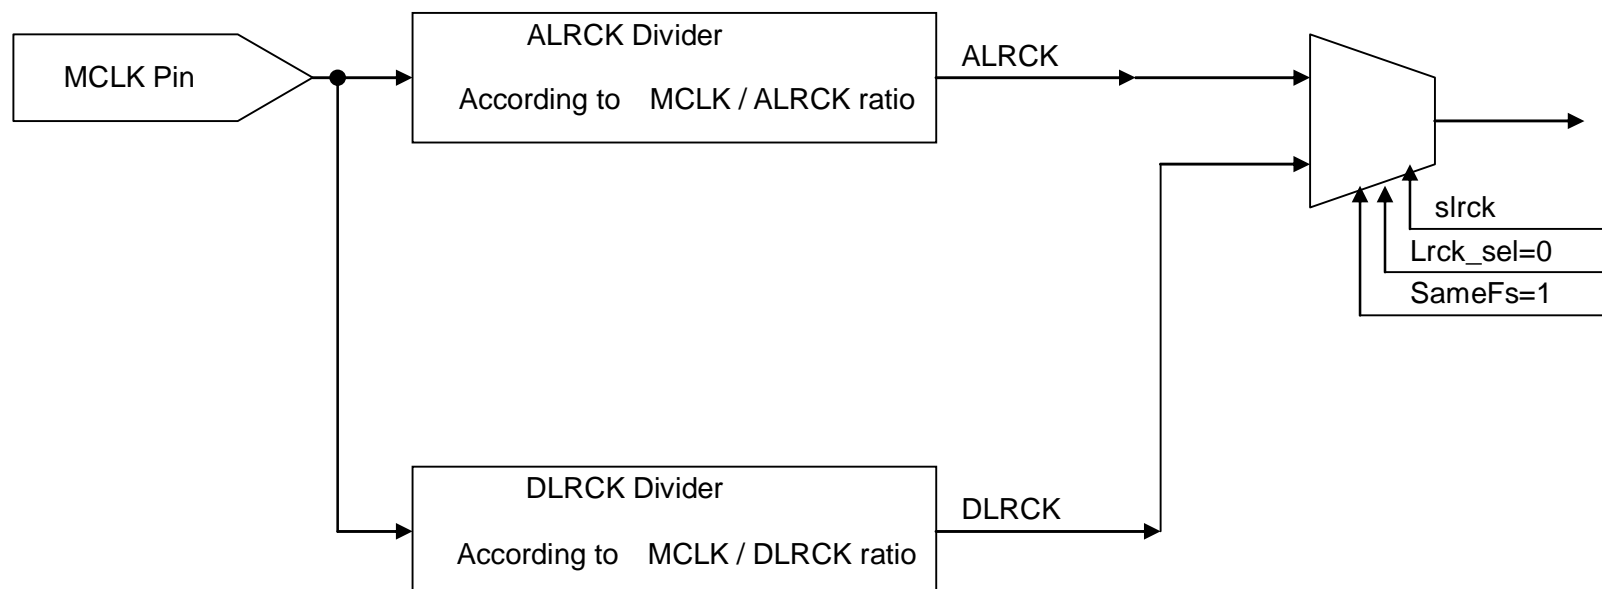 MCLK Pin
ALRCK Divider
According to MCLK / ALRCK ratio
ALRCK
slrck
Lrck_sel=0
SameFs=1
DLRCK Divider
According to MCLK / DLRCK ratio
DLRCK